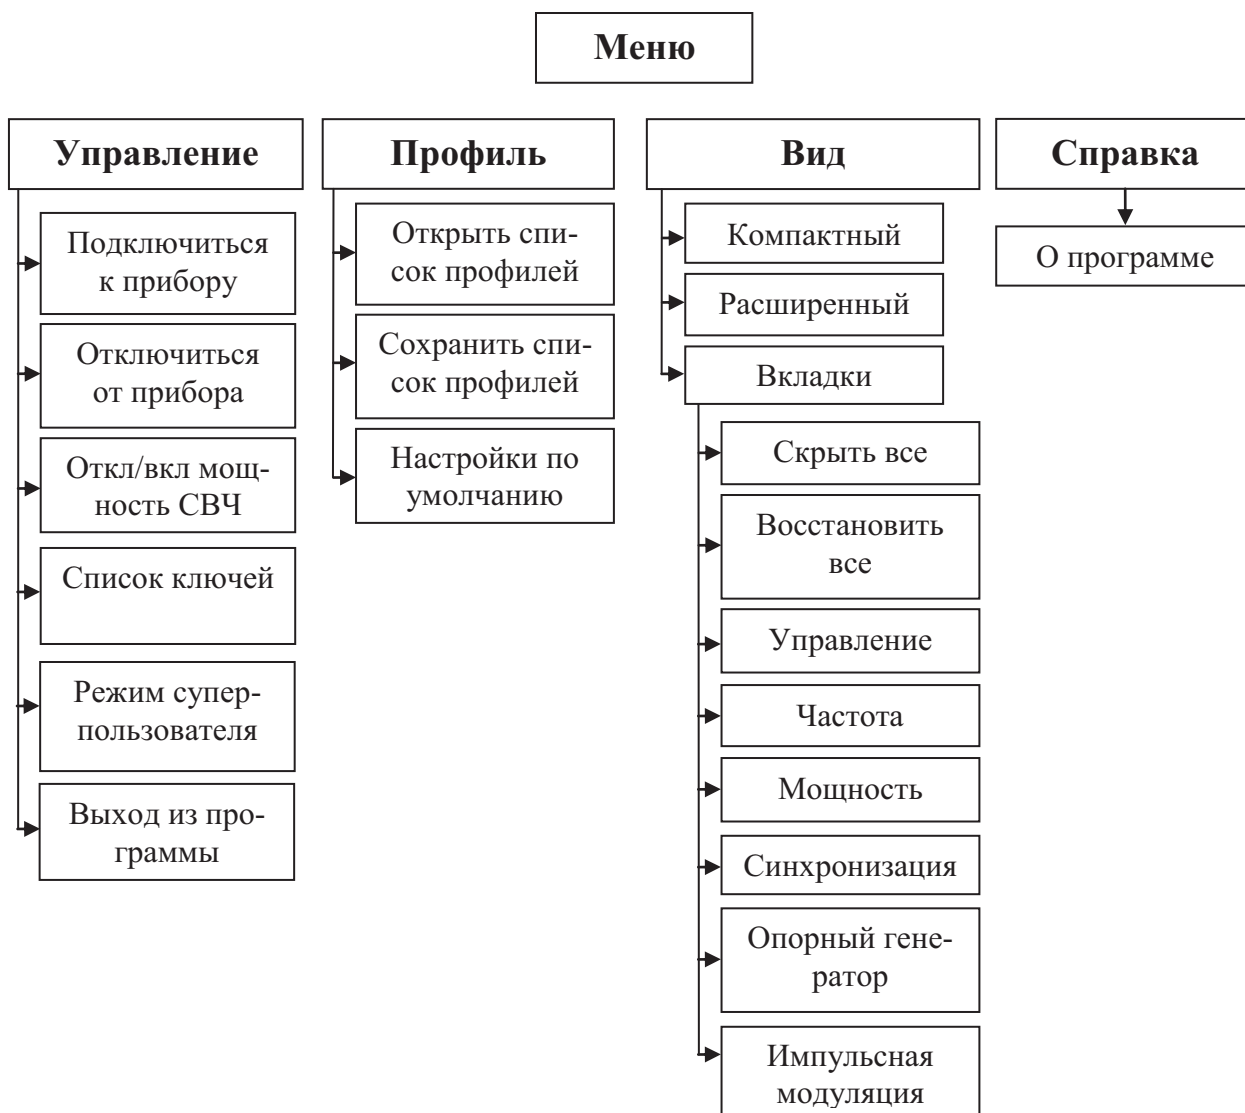 Меню
Управление
Подключиться
к прибору
Отключиться
от прибора
Откл/вкл мощ-
ность СВЧ
Список ключей
Режим супер-
пользователя
Выход из про-
граммы
Профиль
Открыть спи-
сок профилей
Сохранить спи-
сок профилей
Настройки по
умолчанию
Вид
Компактный
Расширенный
Вкладки
Скрыть все
Восстановить
все
Управление
Частота
Мощность
Синхронизация
Опорный гене-
ратор
Импульсная
модуляция
Справка
О программе